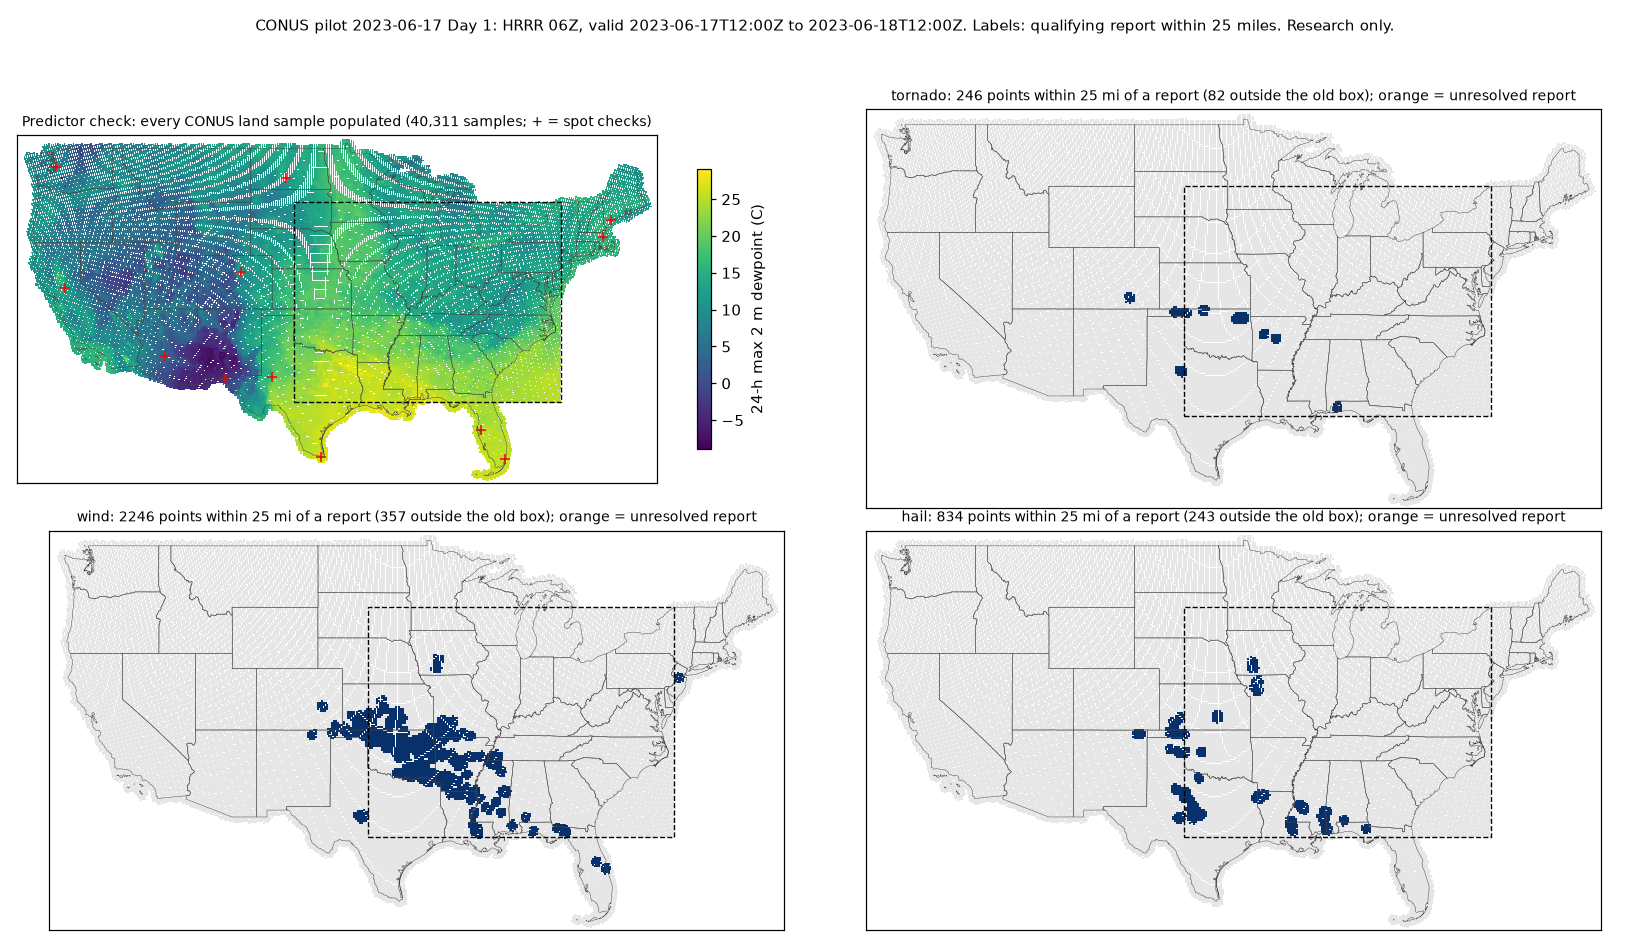 CONUS pilot 2023-06-17 Day 1: HRRR 06Z, valid 2023-06-17T12:00Z to 2023-06-18T12:00Z. Labels: qualifying report within 25 miles. Research only.
Predictor check: every CONUS land sample populated (40,311 samples; + = spot checks)
25
20
15
10
5
0
−5
24-h max 2 m dewpoint (C)
tornado: 246 points within 25 mi of a report (82 outside the old box); orange = unresolved report
wind: 2246 points within 25 mi of a report (357 outside the old box); orange = unresolved report
hail: 834 points within 25 mi of a report (243 outside the old box); orange = unresolved report